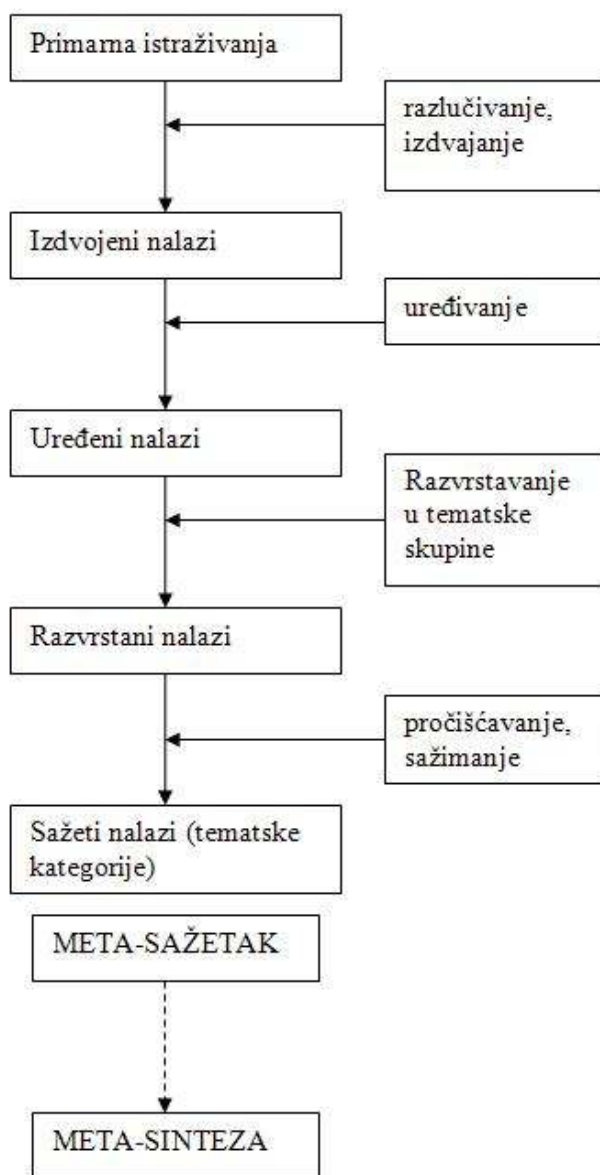 Primarna istraživanja
razlučivanje,
izdvajanje
Izdvojeni nalazi
uređivanje
Uređeni nalazi
Razvrstavanje
u tematske
skupine
Razvrstani nalazi
pročišćavanje,
sažimanje
Sažeti nalazi (tematske
kategorije)
META-SAŽETAK
META-SINTEZA